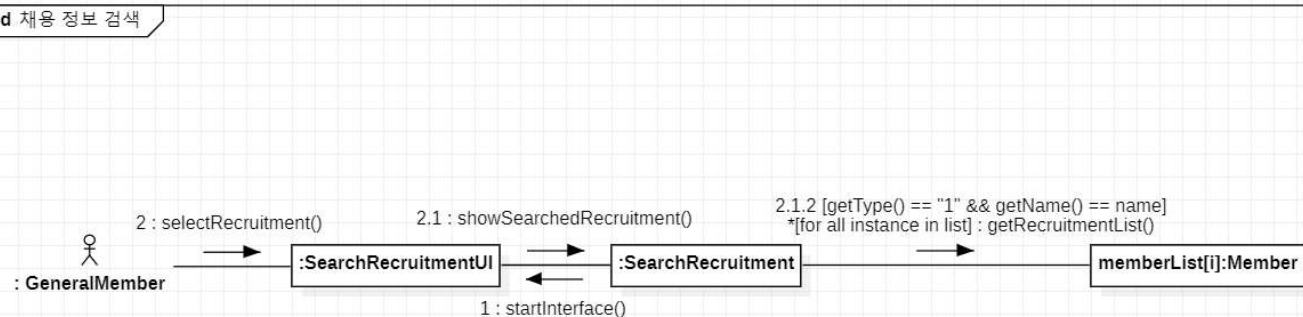 d 채용 정보 검색
2.1.2 [getType() == "1" && getName() == name]
*[for all instance in list] : getRecruitmentList()
2 : selectRecruitment()
2.1 : showSearchedRecruitment()
: GeneralMember
:SearchRecruitmentUI
:SearchRecruitment
memberList[i]:Member
1 : startInterface()